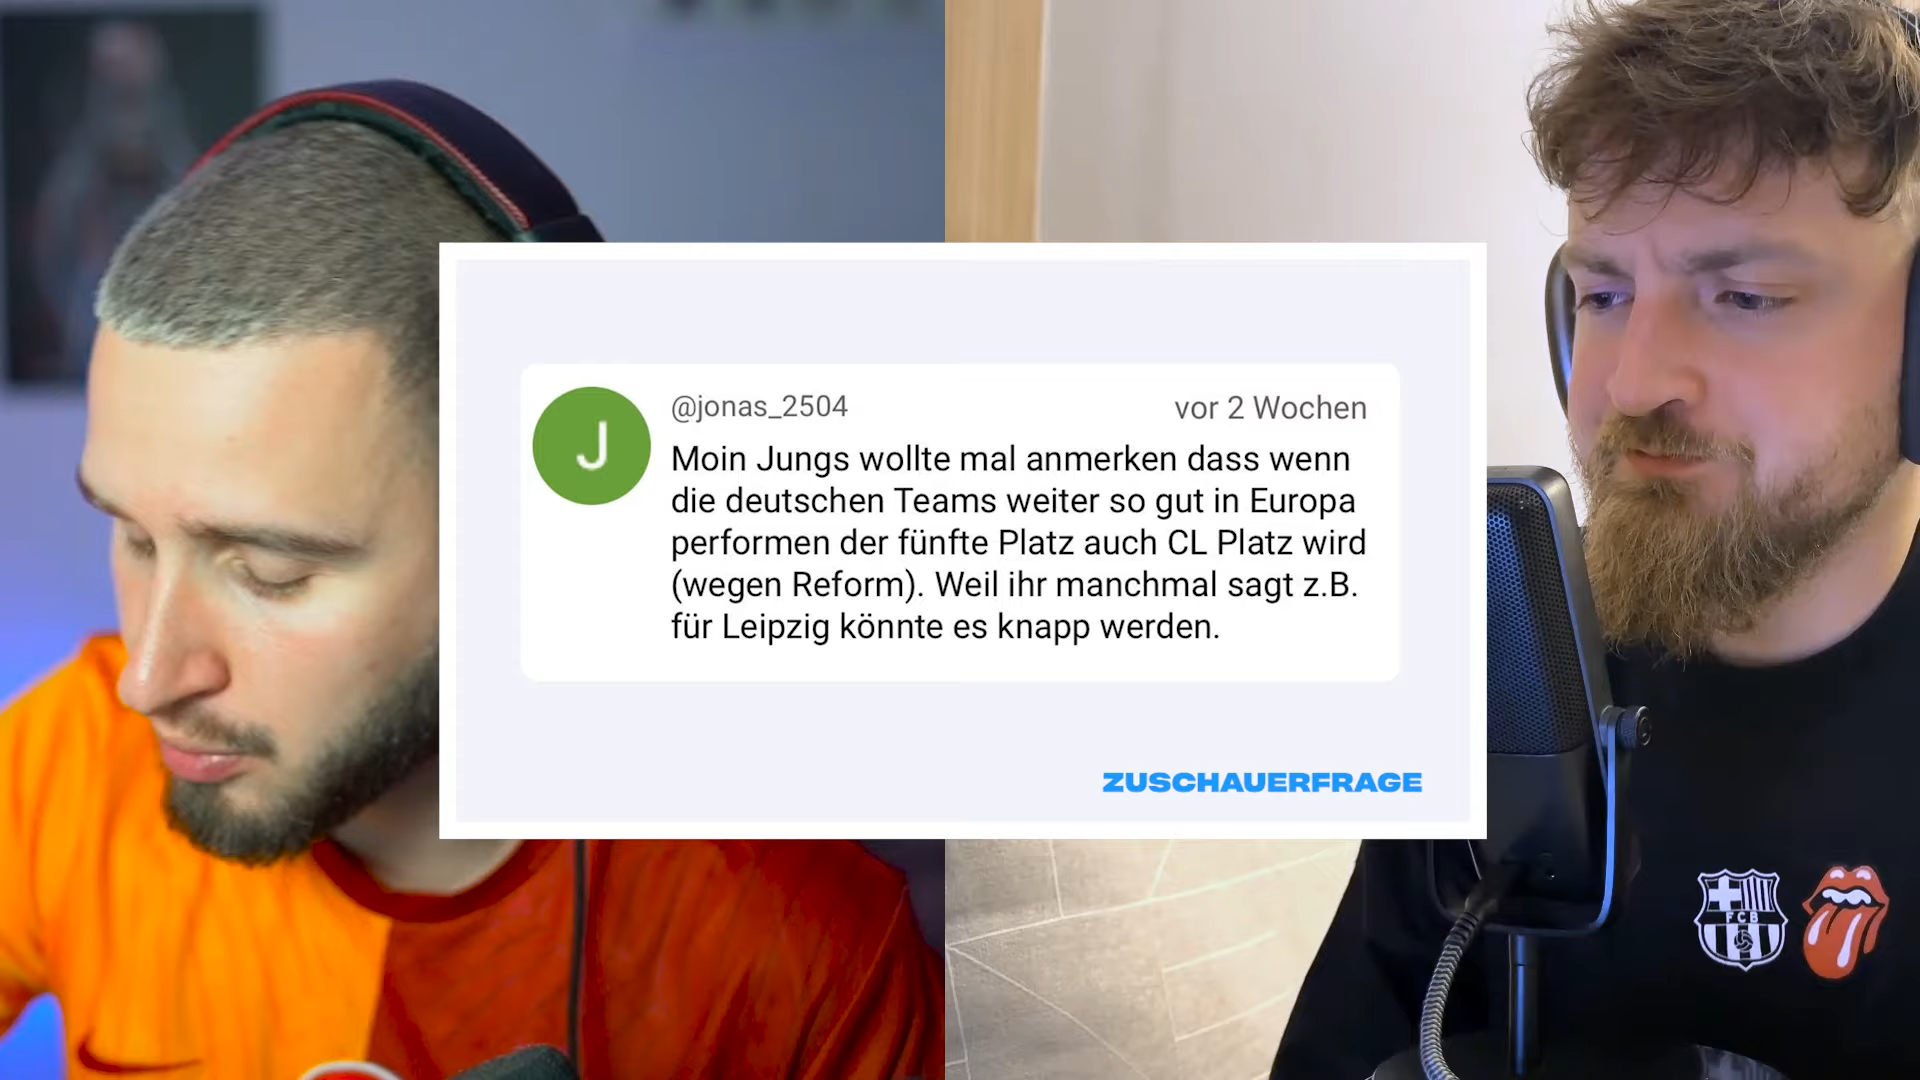 @jonas_2504
vor 2 Wochen
J
Moin Jungs wollte mal anmerken dass wenn
die deutschen Teams weiter so gut in Europa
performen der fünfte Platz auch CL Platz wird
(wegen Reform). Weil ihr manchmal sagt z.B.
für Leipzig könnte es knapp werden.
ZUSCHAUERFRAGE
FCB